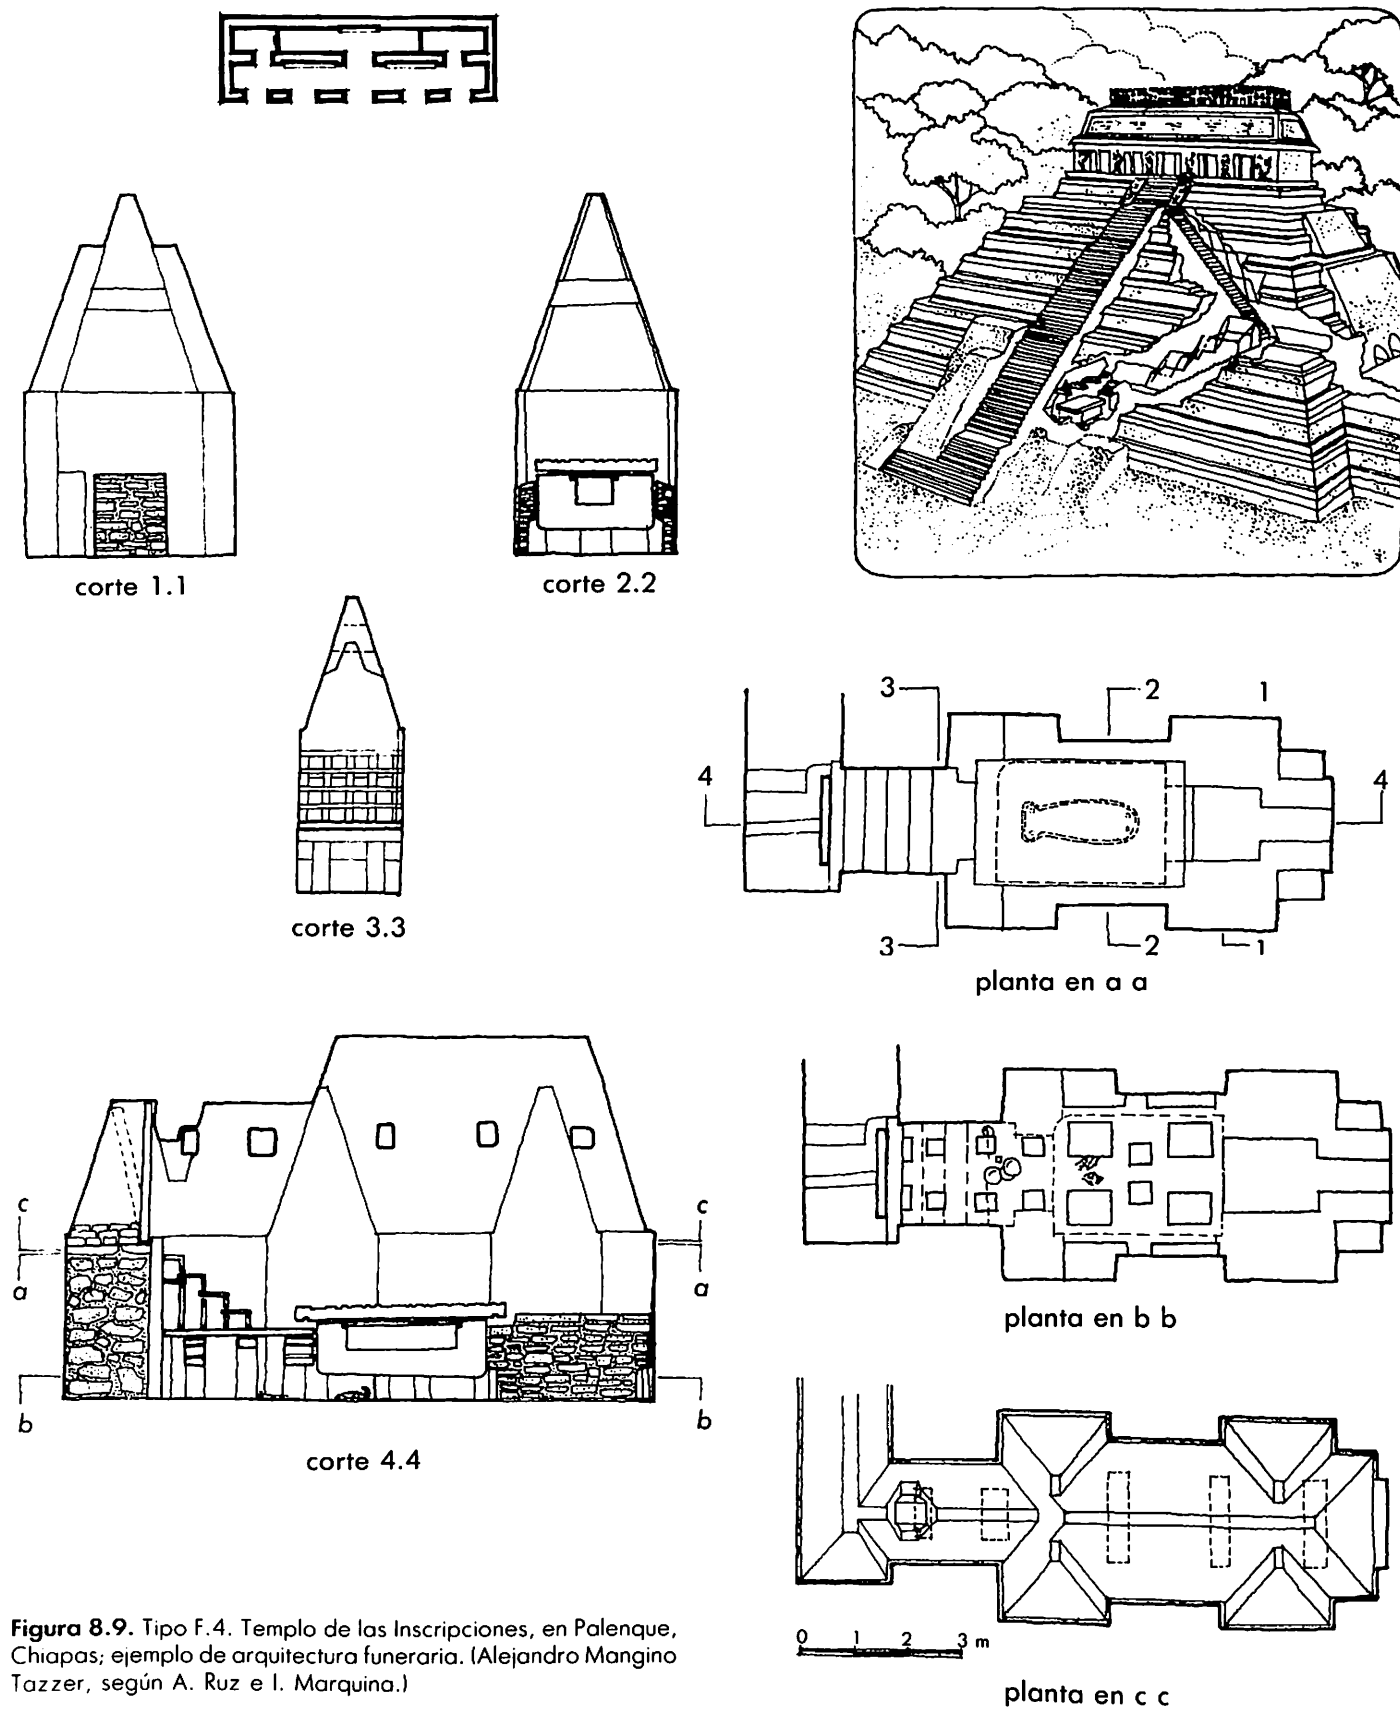 corte 1.1
corte 2.2
corte 3.3
3
2
1
4
4
3
2
1
planta en a a
c
c
a
a
b
b
corte 4.4
planta en b b
0 1 2 3 m
planta en c c
Figura 8.9. Tipo F.4. Templo de las Inscripciones, en Palenque,
Chiapas; ejemplo de arquitectura funeraria. (Alejandro Mangino
Tazzer, según A. Ruz e I. Marquina.)